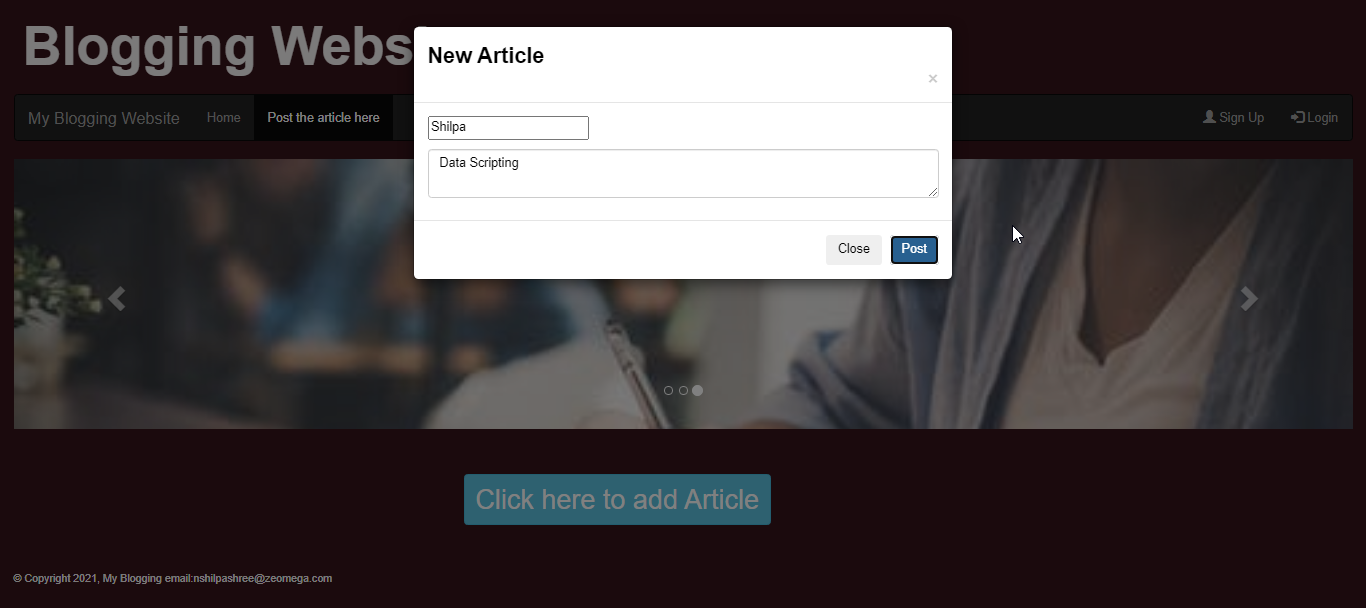 Blogging Webs
New Article
×
My Blogging Website Home Post the article here Sign Up Login
Shilpa
Data Scripting
Close Post
Click here to add Article
© Copyright 2021, My Blogging email:nshilpashree@zeomega.com